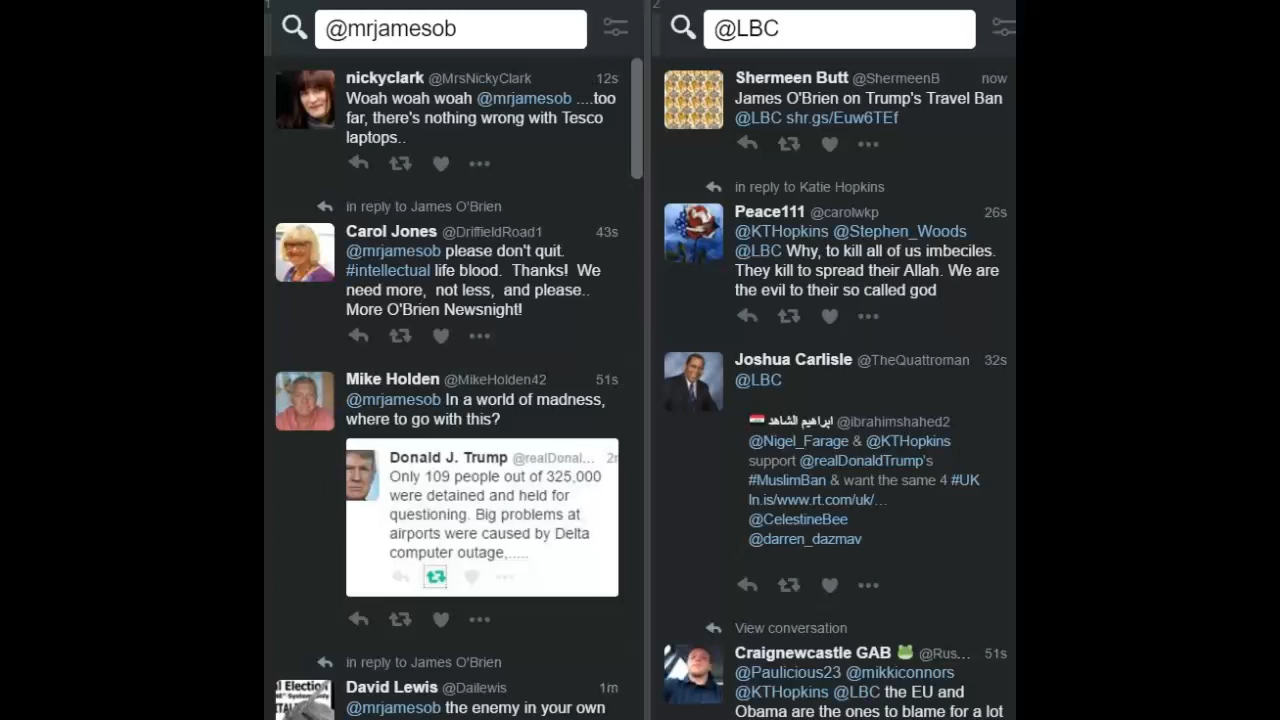 1
@mrjamesob
nickyclark @MrsNickyClark 12s
Woah woah woah @mrjamesob ....too
far, there's nothing wrong with Tesco
laptops..
in reply to James O'Brien
Carol Jones @DriffieldRoad1 43s
@mrjamesob please don't quit.
#intellectual life blood. Thanks! We
need more, not less, and please..
More O'Brien Newsnight!
Mike Holden @MikeHolden42 51s
@mrjamesob In a world of madness,
where to go with this?
Donald J. Trump @realDonal...
Only 109 people out of 325,000
were detained and held for
questioning. Big problems at
airports were caused by Delta
computer outage,.....
in reply to James O'Brien
David Lewis @Dailewis 1m
@mrjamesob the enemy in your own
2
@LBC
Shermeen Butt @ShermeenB now
James O'Brien on Trump's Travel Ban
@LBC shr.gs/Euw6TEf
in reply to Katie Hopkins
Peace111 @carolwkp 26s
@KTHopkins @Stephen_Woods
@LBC Why, to kill all of us imbeciles.
They kill to spread their Allah. We are
the evil to their so called god
Joshua Carlisle @TheQuattroman 32s
@LBC
ابراهيم الشاهد @ibrahimshahed2
@Nigel_Farage & @KTHopkins
support @realDonaldTrump's
#MuslimBan & want the same 4 #UK
ln.is/www.rt.com/uk/...
@CelestineBee
@darren_dazmav
View conversation
Craignewcastle GAB @Rus... 51s
@Paulicious23 @mikkiconnors
@KTHopkins @LBC the EU and
Obama are the ones to blame for a lot